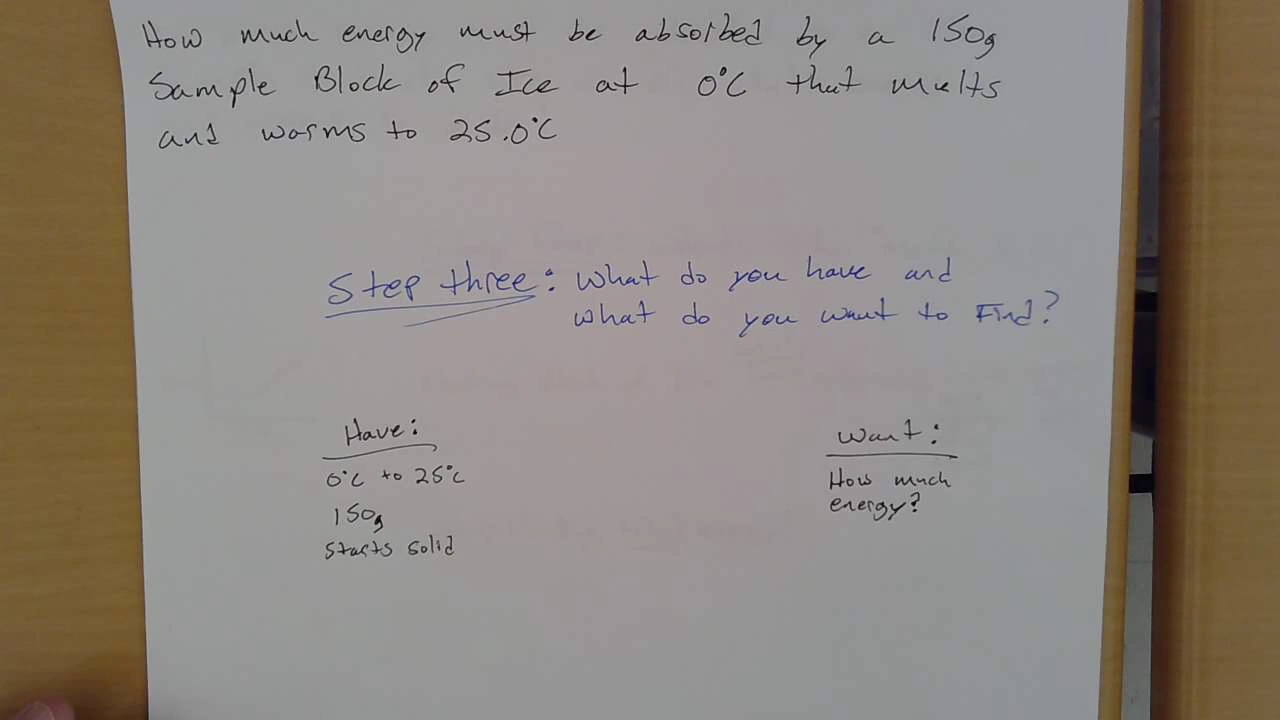 How much energy must be absorbed by a 150g
Sample Block of Ice at 0°C that melts
and warms to 25.0°C
Step three: What do you have and
what do you want to Find?
Have:
0°C to 25°C
150g
starts solid
Want:
How much
energy?